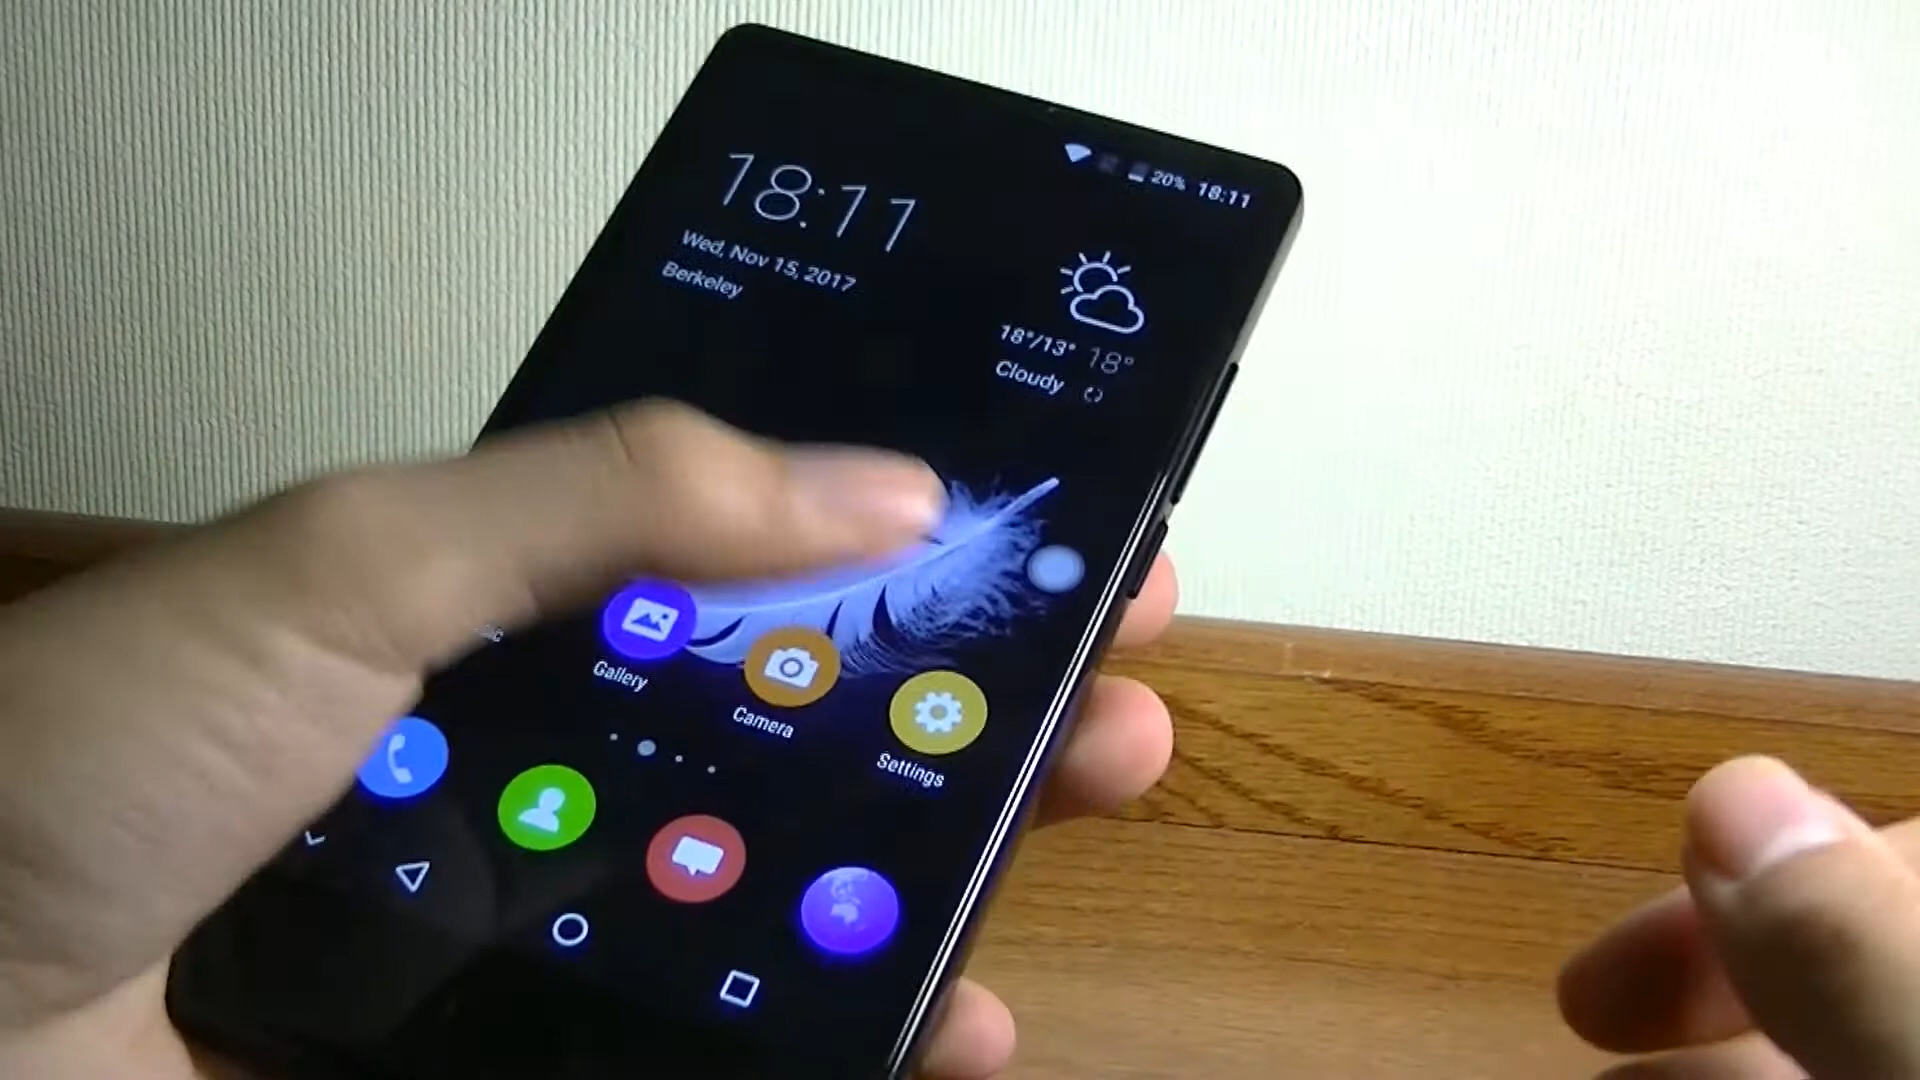 20% 18:11
18:11
Wed, Nov 15, 2017
Berkeley
18°/13° 18°
Cloudy
Gallery
Camera
Settings